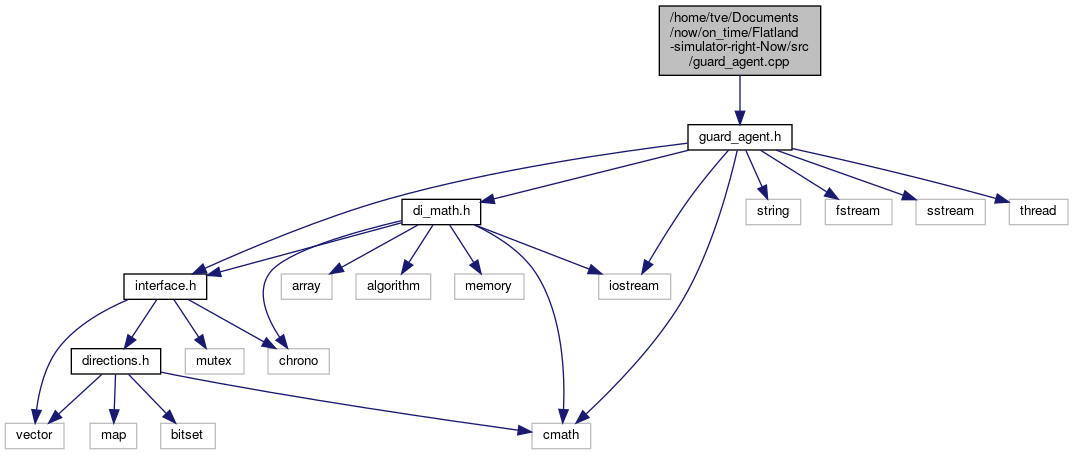 /home/tve/Documents
/now/on_time/Flatland
-simulator-right-Now/src
/guard_agent.cpp
guard_agent.h
di_math.h
string
fstream
sstream
thread
interface.h
array
algorithm
memory
iostream
directions.h
mutex
chrono
vector
map
bitset
cmath